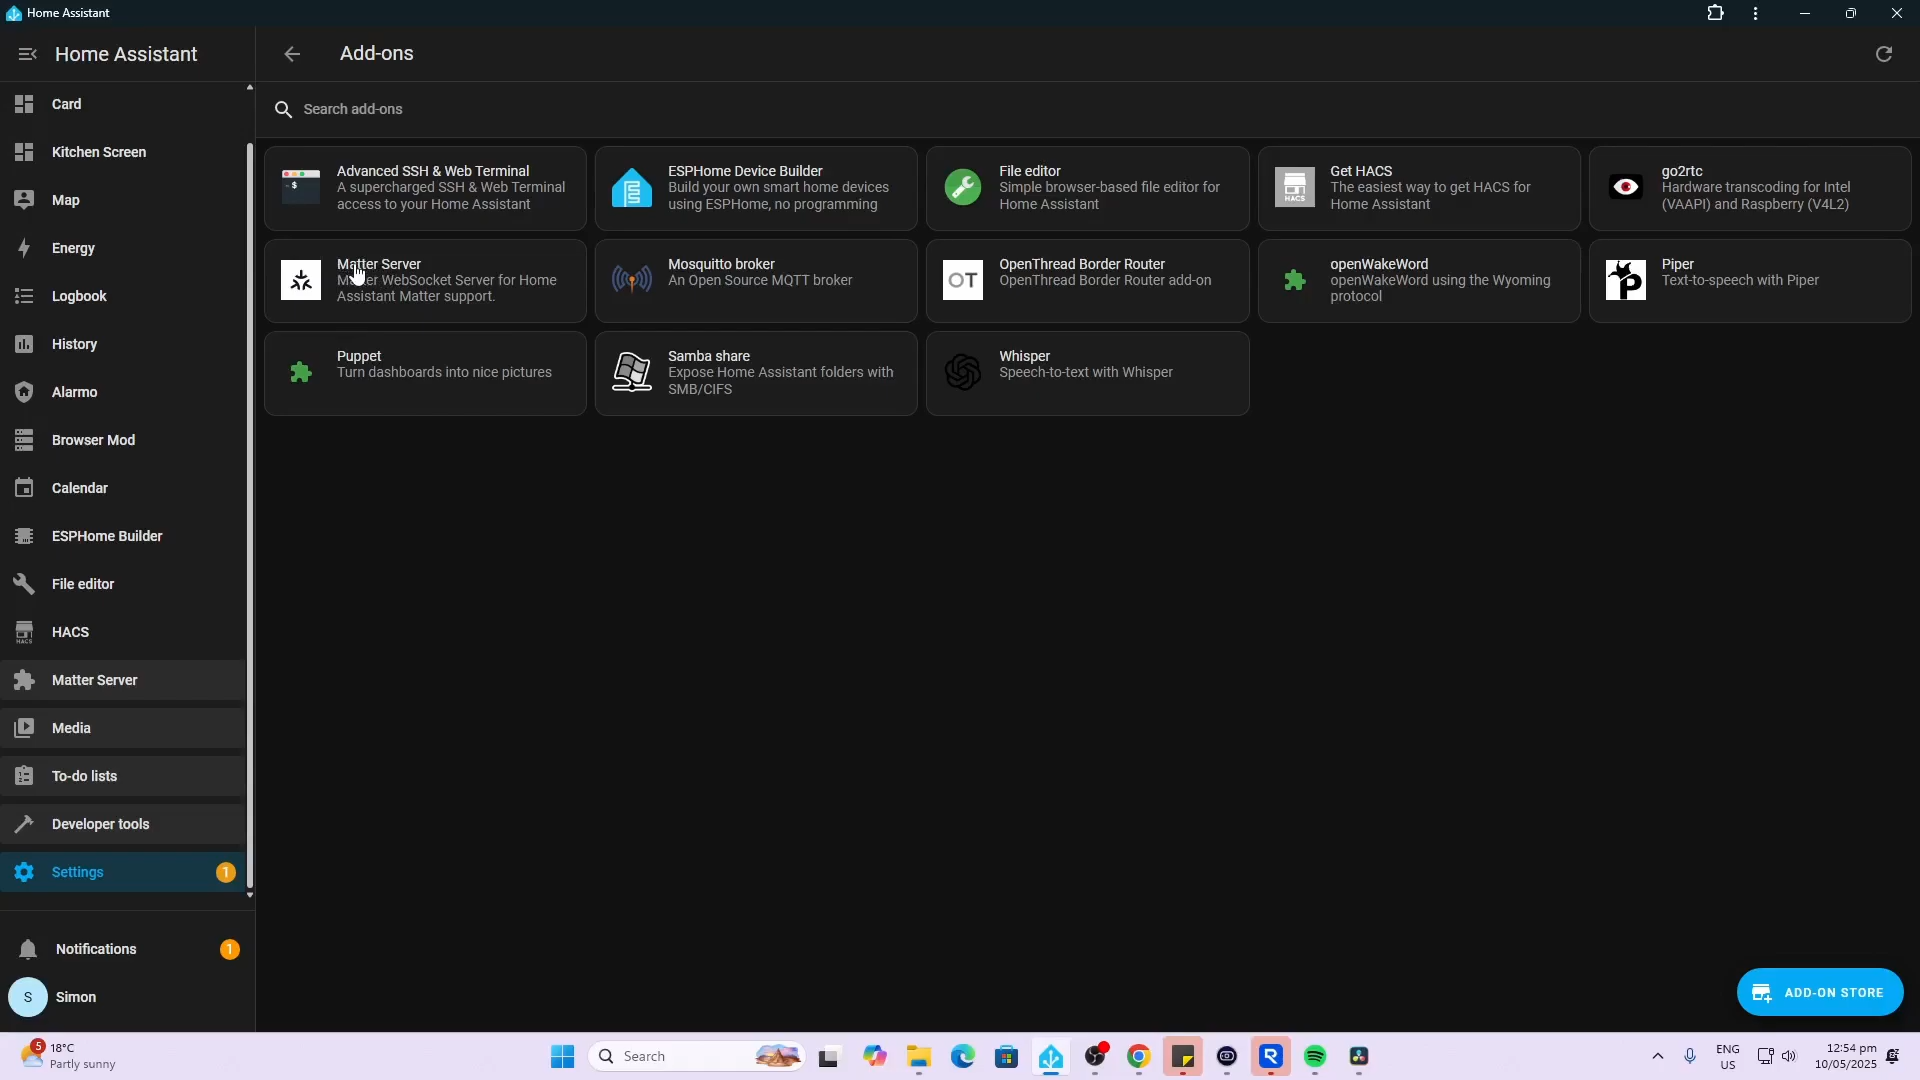 Home Assistant
Home Assistant
Add-ons
Search add-ons
Card
Kitchen Screen
Map
Energy
Logbook
History
Alarmo
Browser Mod
Calendar
ESPHome Builder
File editor
HACS
HACS
Matter Server
Media
To-do lists
Developer tools
Settings
1
Notifications
1
S
Simon
$
Advanced SSH & Web Terminal
A supercharged SSH & Web Terminal
access to your Home Assistant
ESPHome Device Builder
Build your own smart home devices
using ESPHome, no programming
File editor
Simple browser-based file editor for
Home Assistant
HACS
Get HACS
The easiest way to get HACS for
Home Assistant
go2rtc
Hardware transcoding for Intel
(VAAPI) and Raspberry (V4L2)
Matter Server
Matter WebSocket Server for Home
Assistant Matter support.
Mosquitto broker
An Open Source MQTT broker
OT
OpenThread Border Router
OpenThread Border Router add-on
openWakeWord
openWakeWord using the Wyoming
protocol
Piper
Text-to-speech with Piper
Puppet
Turn dashboards into nice pictures
Samba share
Expose Home Assistant folders with
SMB/CIFS
Whisper
Speech-to-text with Whisper
ADD-ON STORE
5
18°C
Partly sunny
Search
R
ENG
US
12:54 pm
10/05/2025